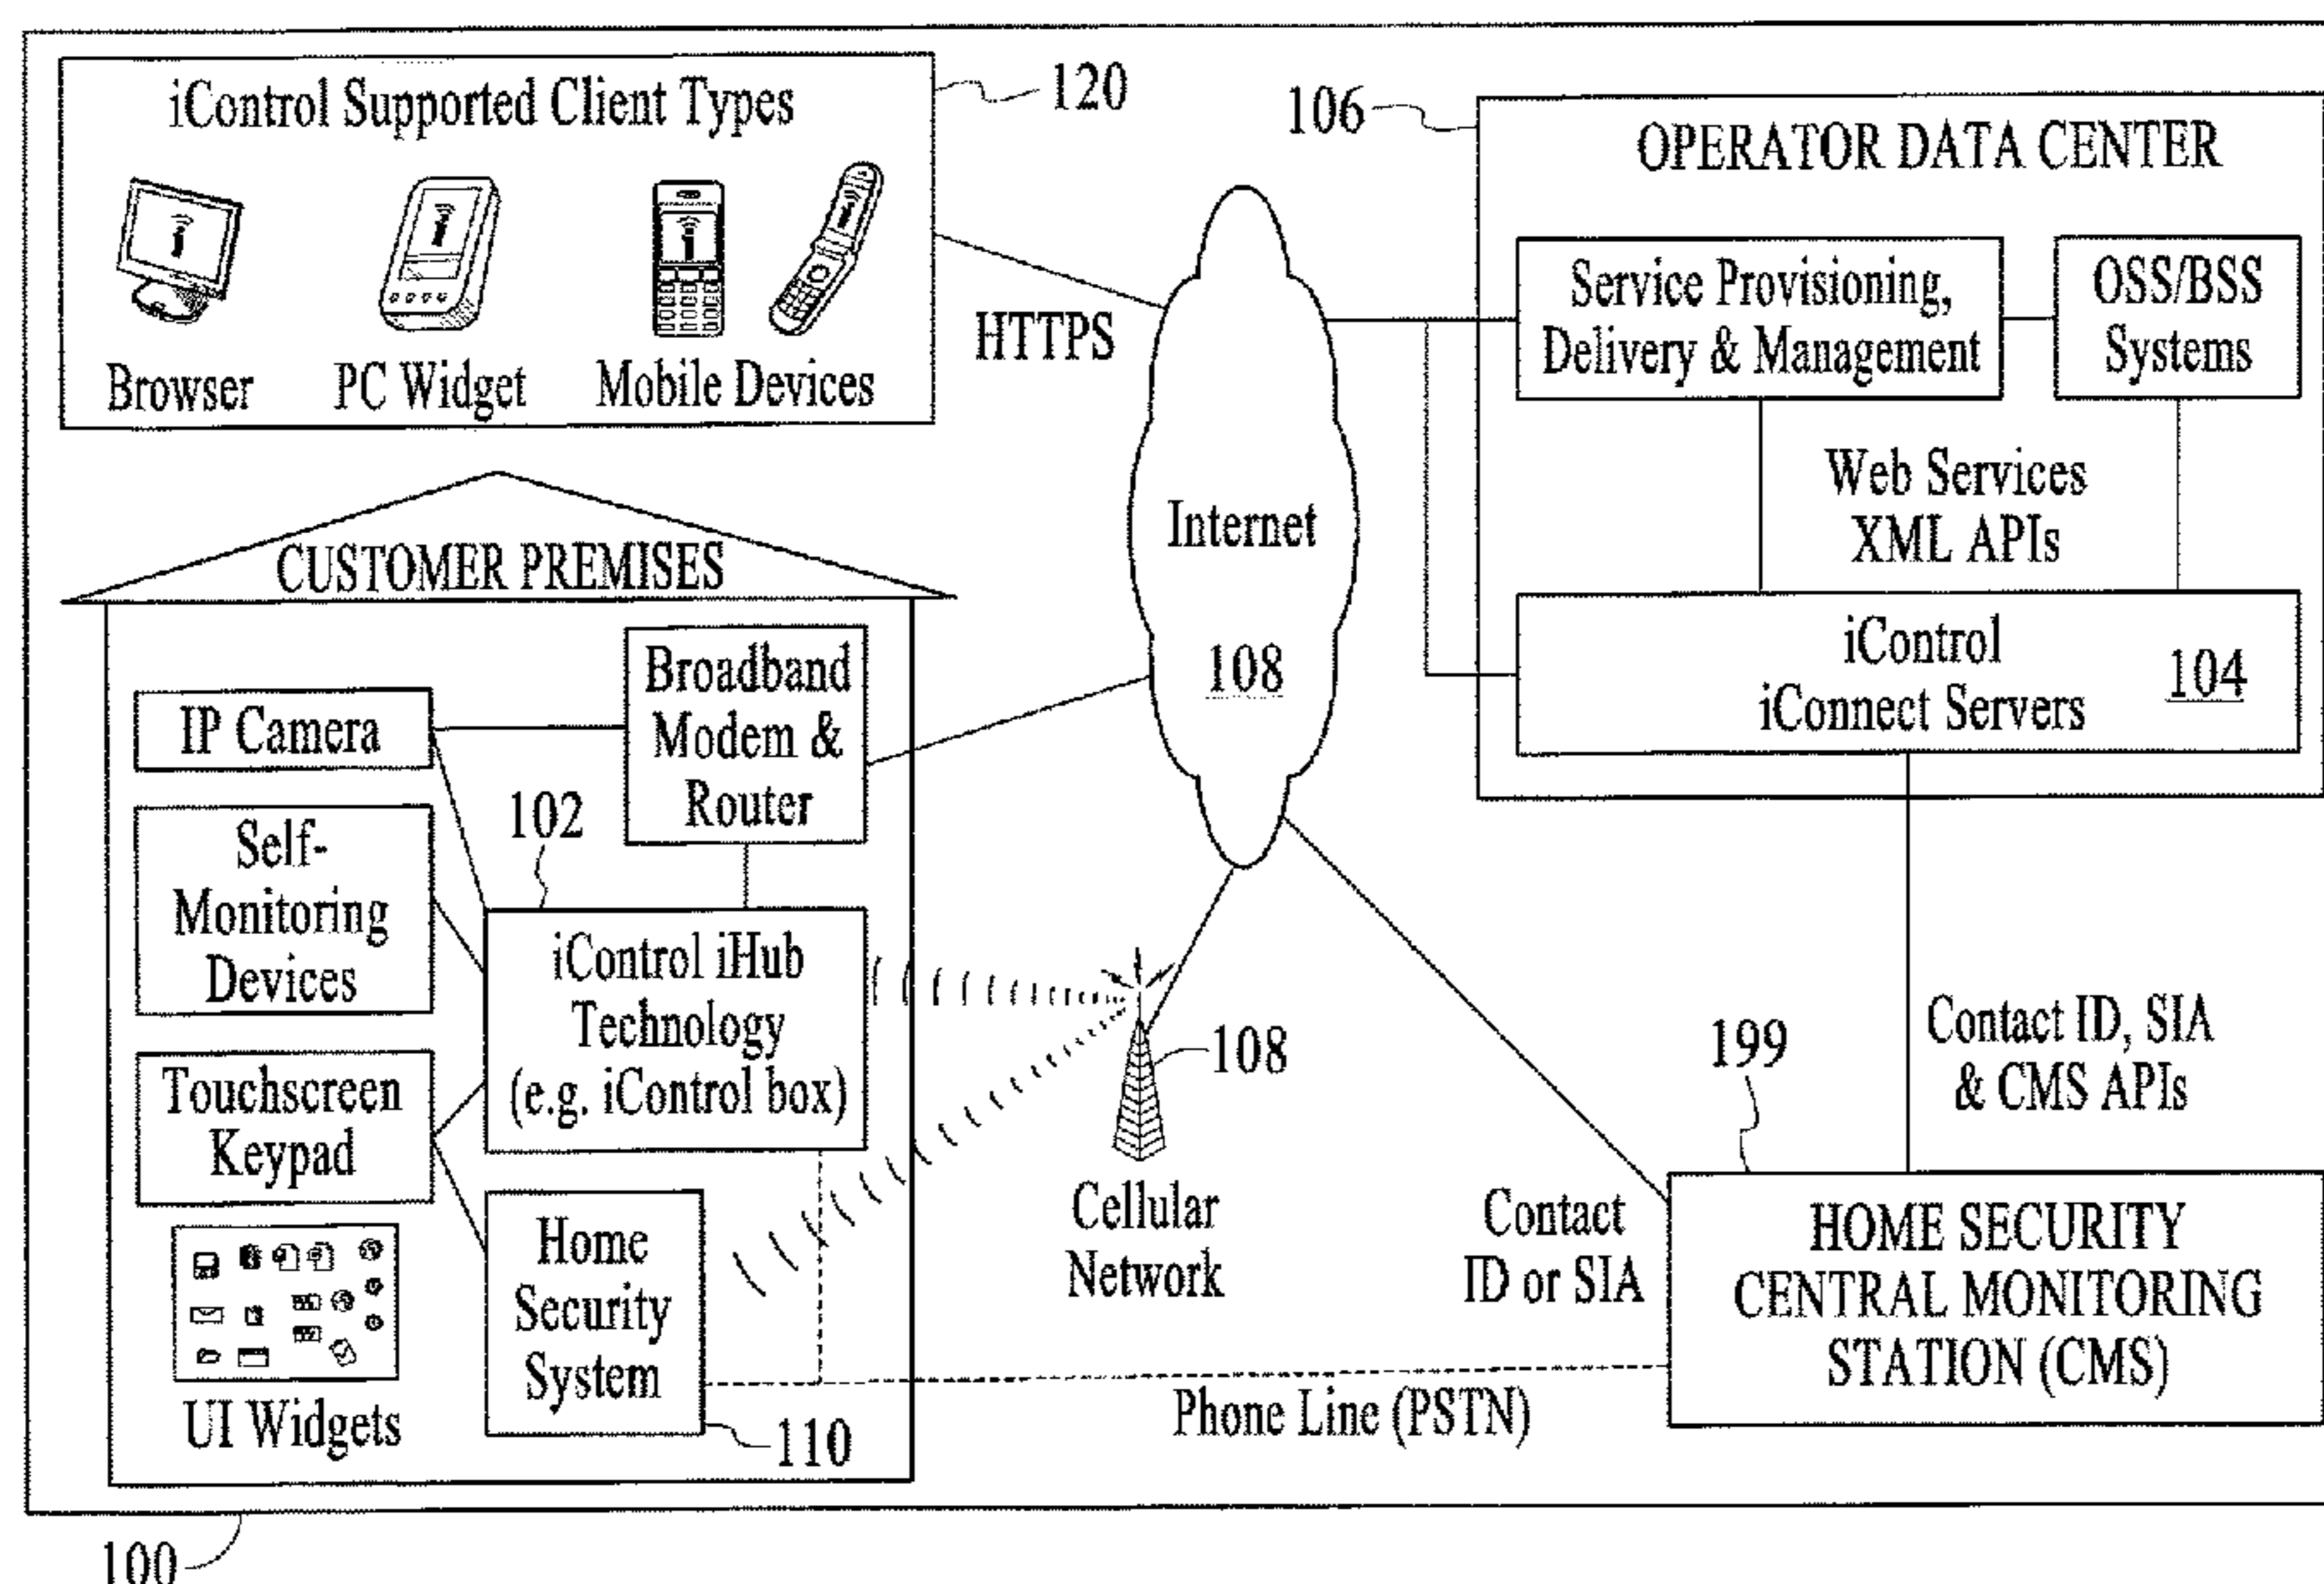 iControl Supported Client Types
120
Browser
PC Widget
Mobile Devices
HTTPS
106
OPERATOR DATA CENTER
Service Provisioning,
Delivery & Management
OSS/BSS
Systems
Web Services
XML APIs
iControl
iConnect Servers
104
Internet
108
CUSTOMER PREMISES
IP Camera
Broadband
Modem &
Router
Self-
Monitoring
Devices
102
iControl iHub
Technology
(e.g. iControl box)
Touchscreen
Keypad
Home
Security
System
110
UI Widgets
108
Cellular
Network
Contact
ID or SIA
Phone Line (PSTN)
199
Contact ID, SIA
& CMS APIs
HOME SECURITY
CENTRAL MONITORING
STATION (CMS)
100